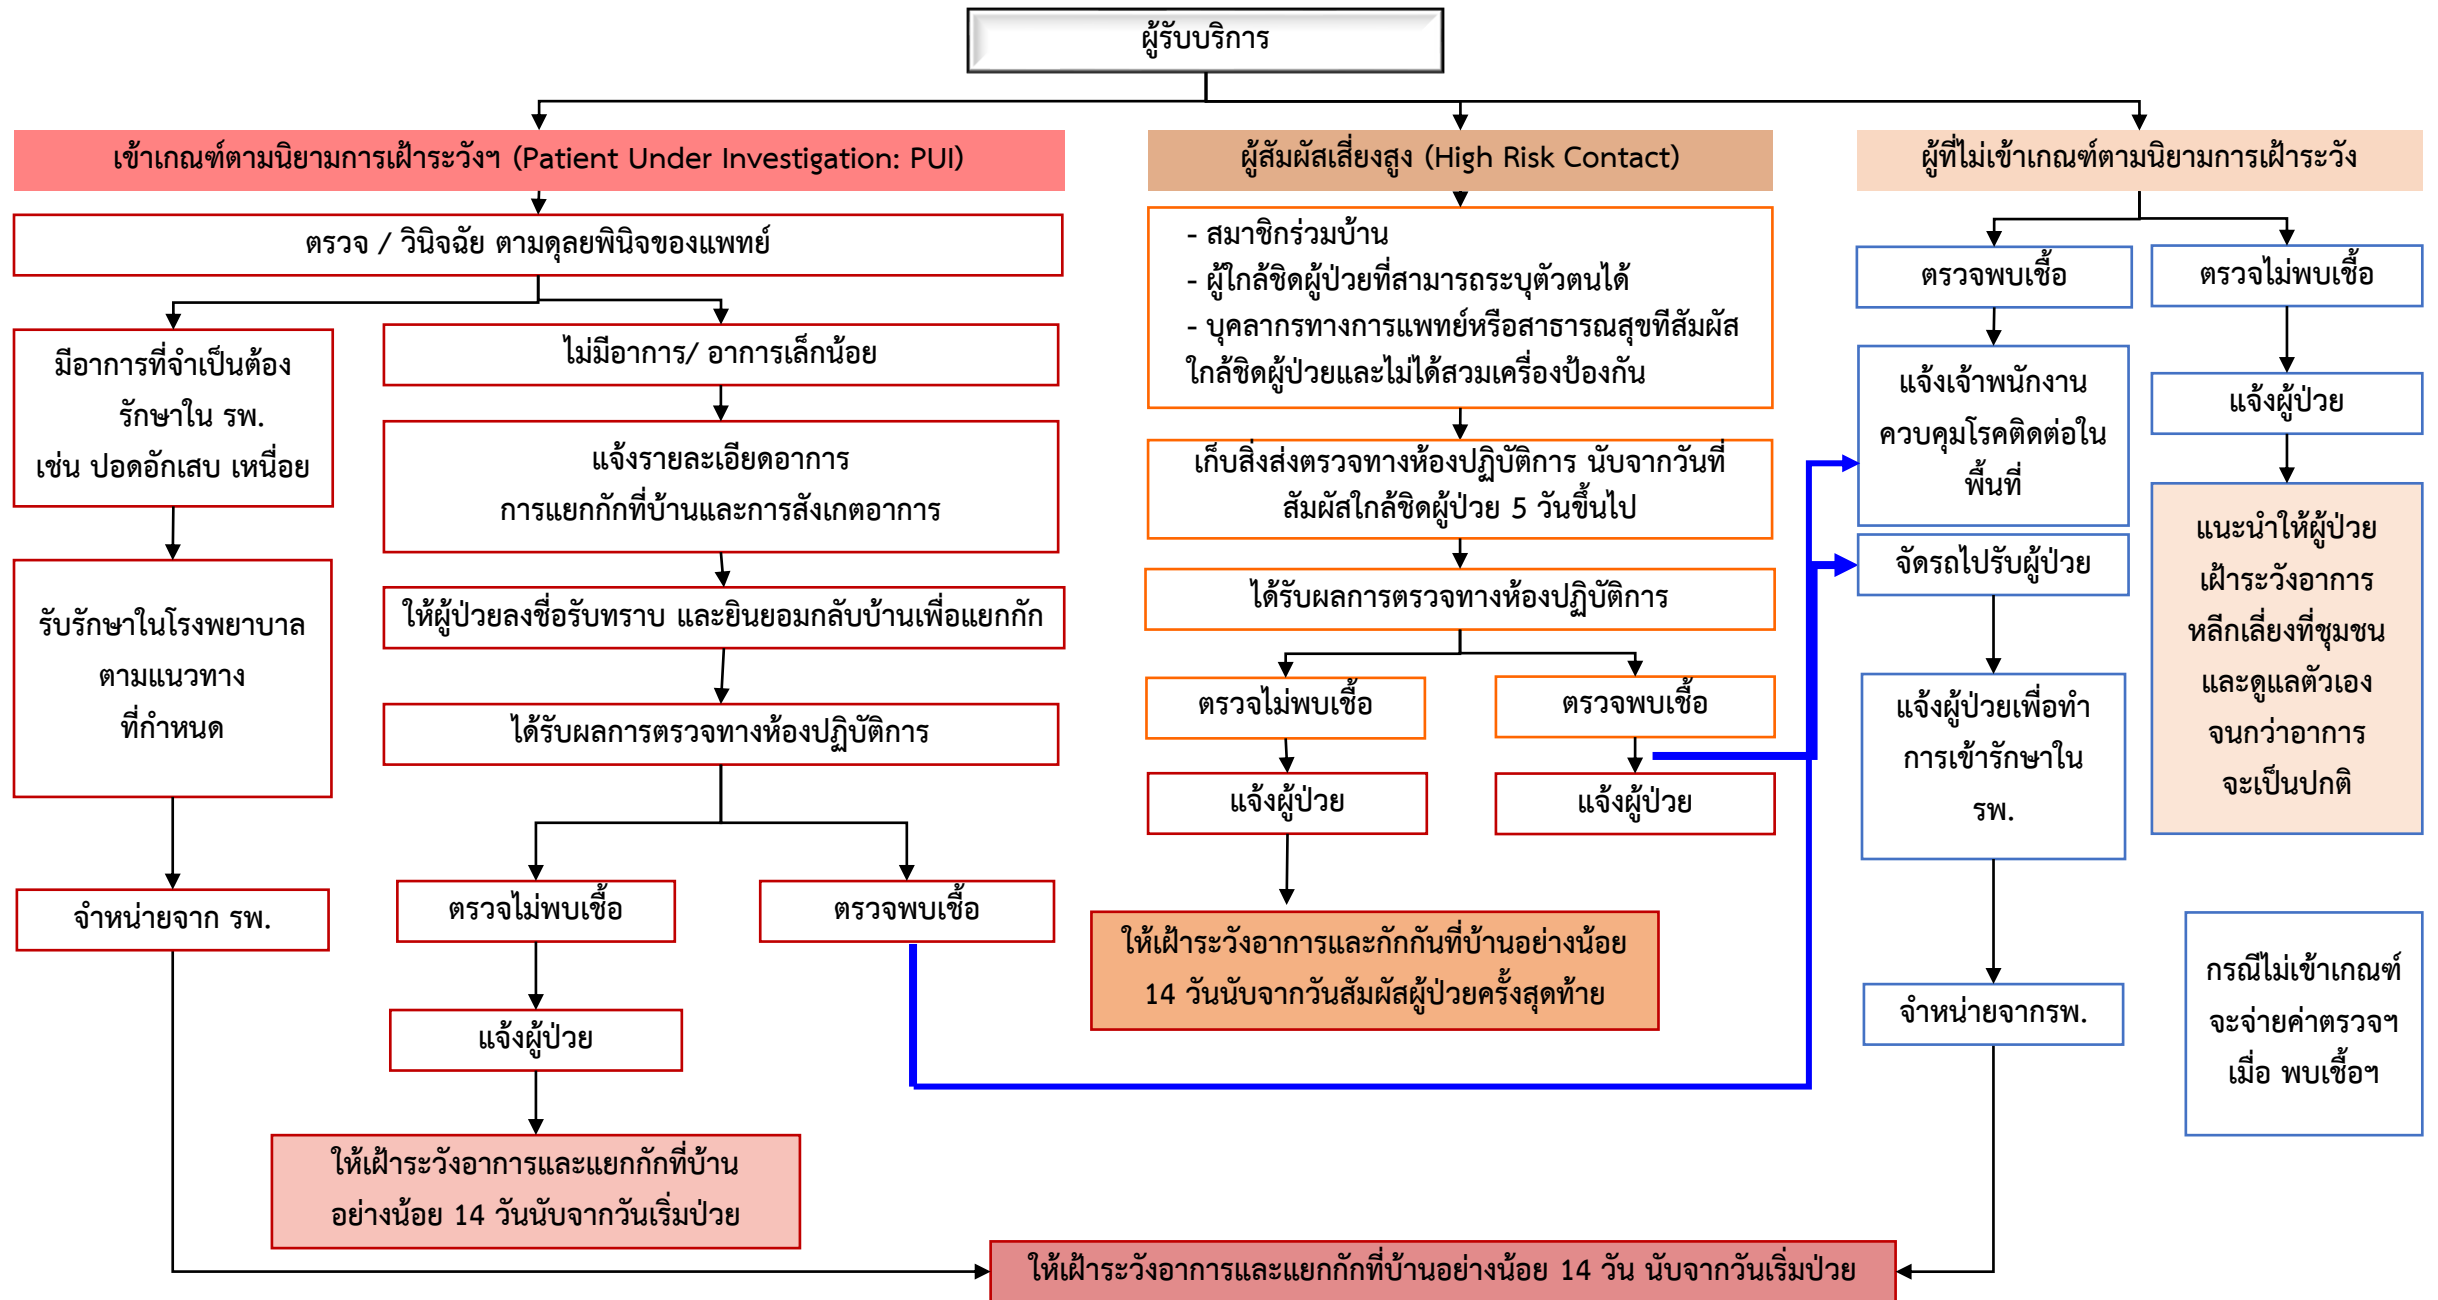 ผู้รับบริการ
เข้าเกณฑ์ตามนิยามการเฝ้าระวังฯ (Patient Under Investigation: PUI)
ตรวจ / วินิจฉัย ตามดุลยพินิจของแพทย์
มีอาการที่จำเป็นต้อง
รักษาใน รพ.
เช่น ปอดอักเสบ เหนื่อย
รับรักษาในโรงพยาบาล
ตามแนวทาง
ที่กำหนด
จำหน่ายจาก รพ.
ไม่มีอาการ/ อาการเล็กน้อย
แจ้งรายละเอียดอาการ
การแยกกักที่บ้านและการสังเกตอาการ
ให้ผู้ป่วยลงชื่อรับทราบ และยินยอมกลับบ้านเพื่อแยกกัก
ได้รับผลการตรวจทางห้องปฏิบัติการ
ตรวจไม่พบเชื้อ
ตรวจพบเชื้อ
แจ้งผู้ป่วย
ให้เฝ้าระวังอาการและแยกกักที่บ้าน
อย่างน้อย 14 วันนับจากวันเริ่มป่วย
ผู้สัมผัสเสี่ยงสูง (High Risk Contact)
- สมาชิกร่วมบ้าน
- ผู้ใกล้ชิดผู้ป่วยที่สามารถระบุตัวตนได้
- บุคลากรทางการแพทย์หรือสาธารณสุขทีสัมผัส
ใกล้ชิดผู้ป่วยและไม่ได้สวมเครื่องป้องกัน
เก็บสิ่งส่งตรวจทางห้องปฏิบัติการ นับจากวันที่
สัมผัสใกล้ชิดผู้ป่วย 5 วันขึ้นไป
ได้รับผลการตรวจทางห้องปฏิบัติการ
ตรวจไม่พบเชื้อ
ตรวจพบเชื้อ
แจ้งผู้ป่วย
แจ้งผู้ป่วย
ให้เฝ้าระวังอาการและกักกันที่บ้านอย่างน้อย
14 วันนับจากวันสัมผัสผู้ป่วยครั้งสุดท้าย
ผู้ที่ไม่เข้าเกณฑ์ตามนิยามการเฝ้าระวัง
ตรวจพบเชื้อ
แจ้งเจ้าพนักงาน
ควบคุมโรคติดต่อใน
พื้นที่
จัดรถไปรับผู้ป่วย
แจ้งผู้ป่วยเพื่อทำ
การเข้ารักษาใน
รพ.
จำหน่ายจากรพ.
ตรวจไม่พบเชื้อ
แจ้งผู้ป่วย
แนะนำให้ผู้ป่วย
เฝ้าระวังอาการ
หลีกเลี่ยงที่ชุมชน
และดูแลตัวเอง
จนกว่าอาการ
จะเป็นปกติ
กรณีไม่เข้าเกณฑ์
จะจ่ายค่าตรวจฯ
เมื่อ พบเชื้อฯ
ให้เฝ้าระวังอาการและแยกกักที่บ้านอย่างน้อย 14 วัน นับจากวันเริ่มป่วย